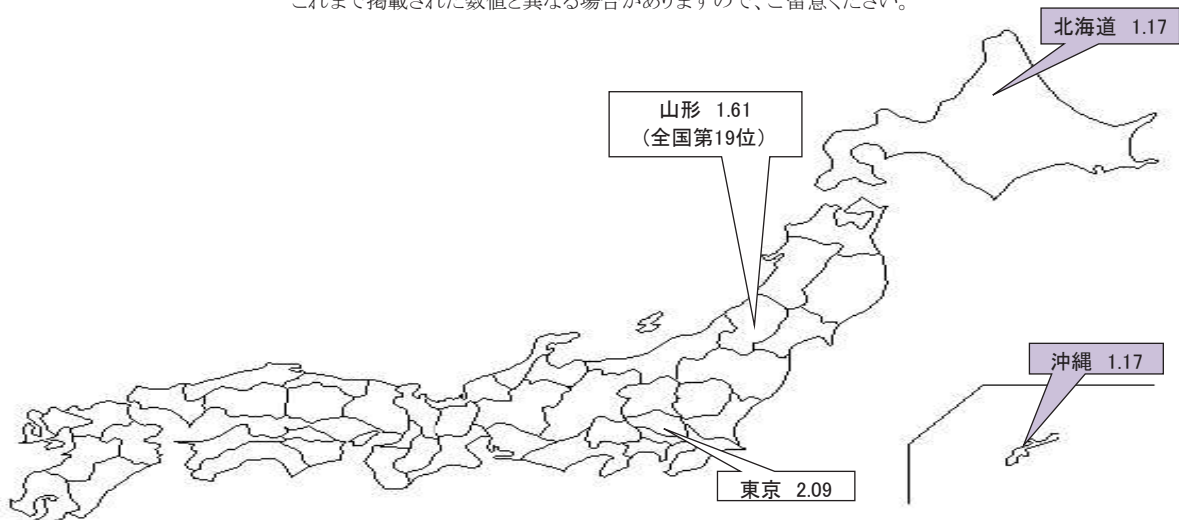 これまで掲載された数値と異なる場合がありますので、ご留意ください。
北海道 1.17
山形 1.61
（全国第19位）
沖縄 1.17
東京 2.09